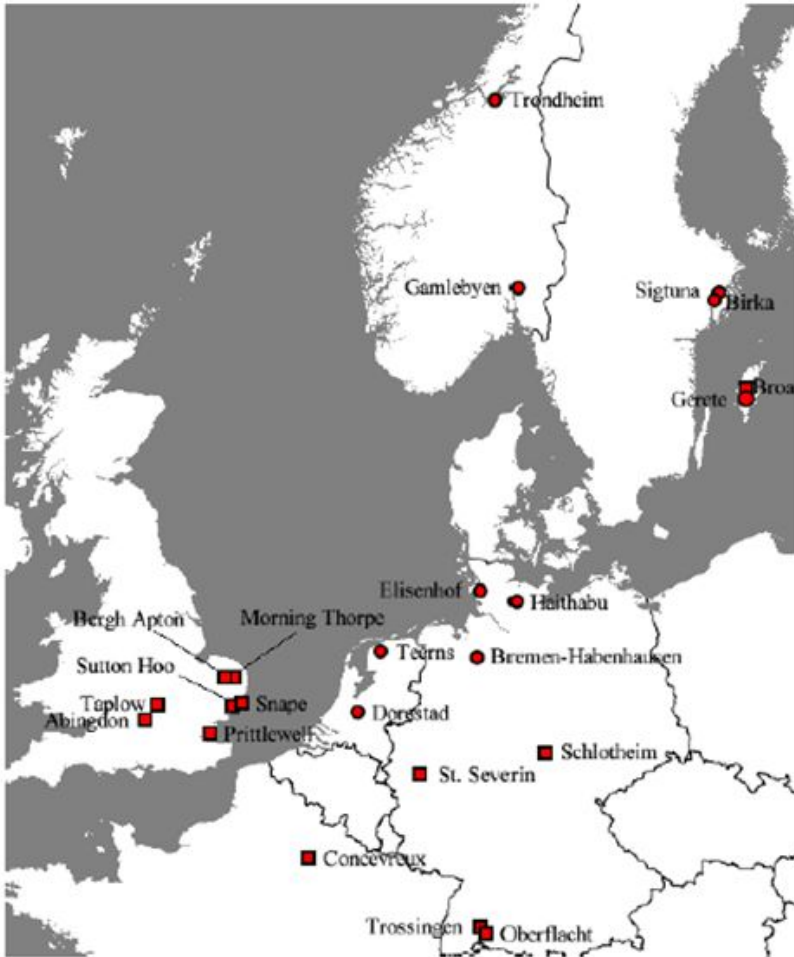 Trondheim
Gamlebyen
Sigtuna
Birka
Broa
Gerete
Elisenhof
Haithabu
Bergh Apton
Morning Thorpe
Teerns
Bremen-Habenhausen
Sutton Hoo
Taplow
Snape
Abingdon
Dorestad
Prittlewell
Schlotheim
St. Severin
Concevreux
Trossingen
Oberflacht